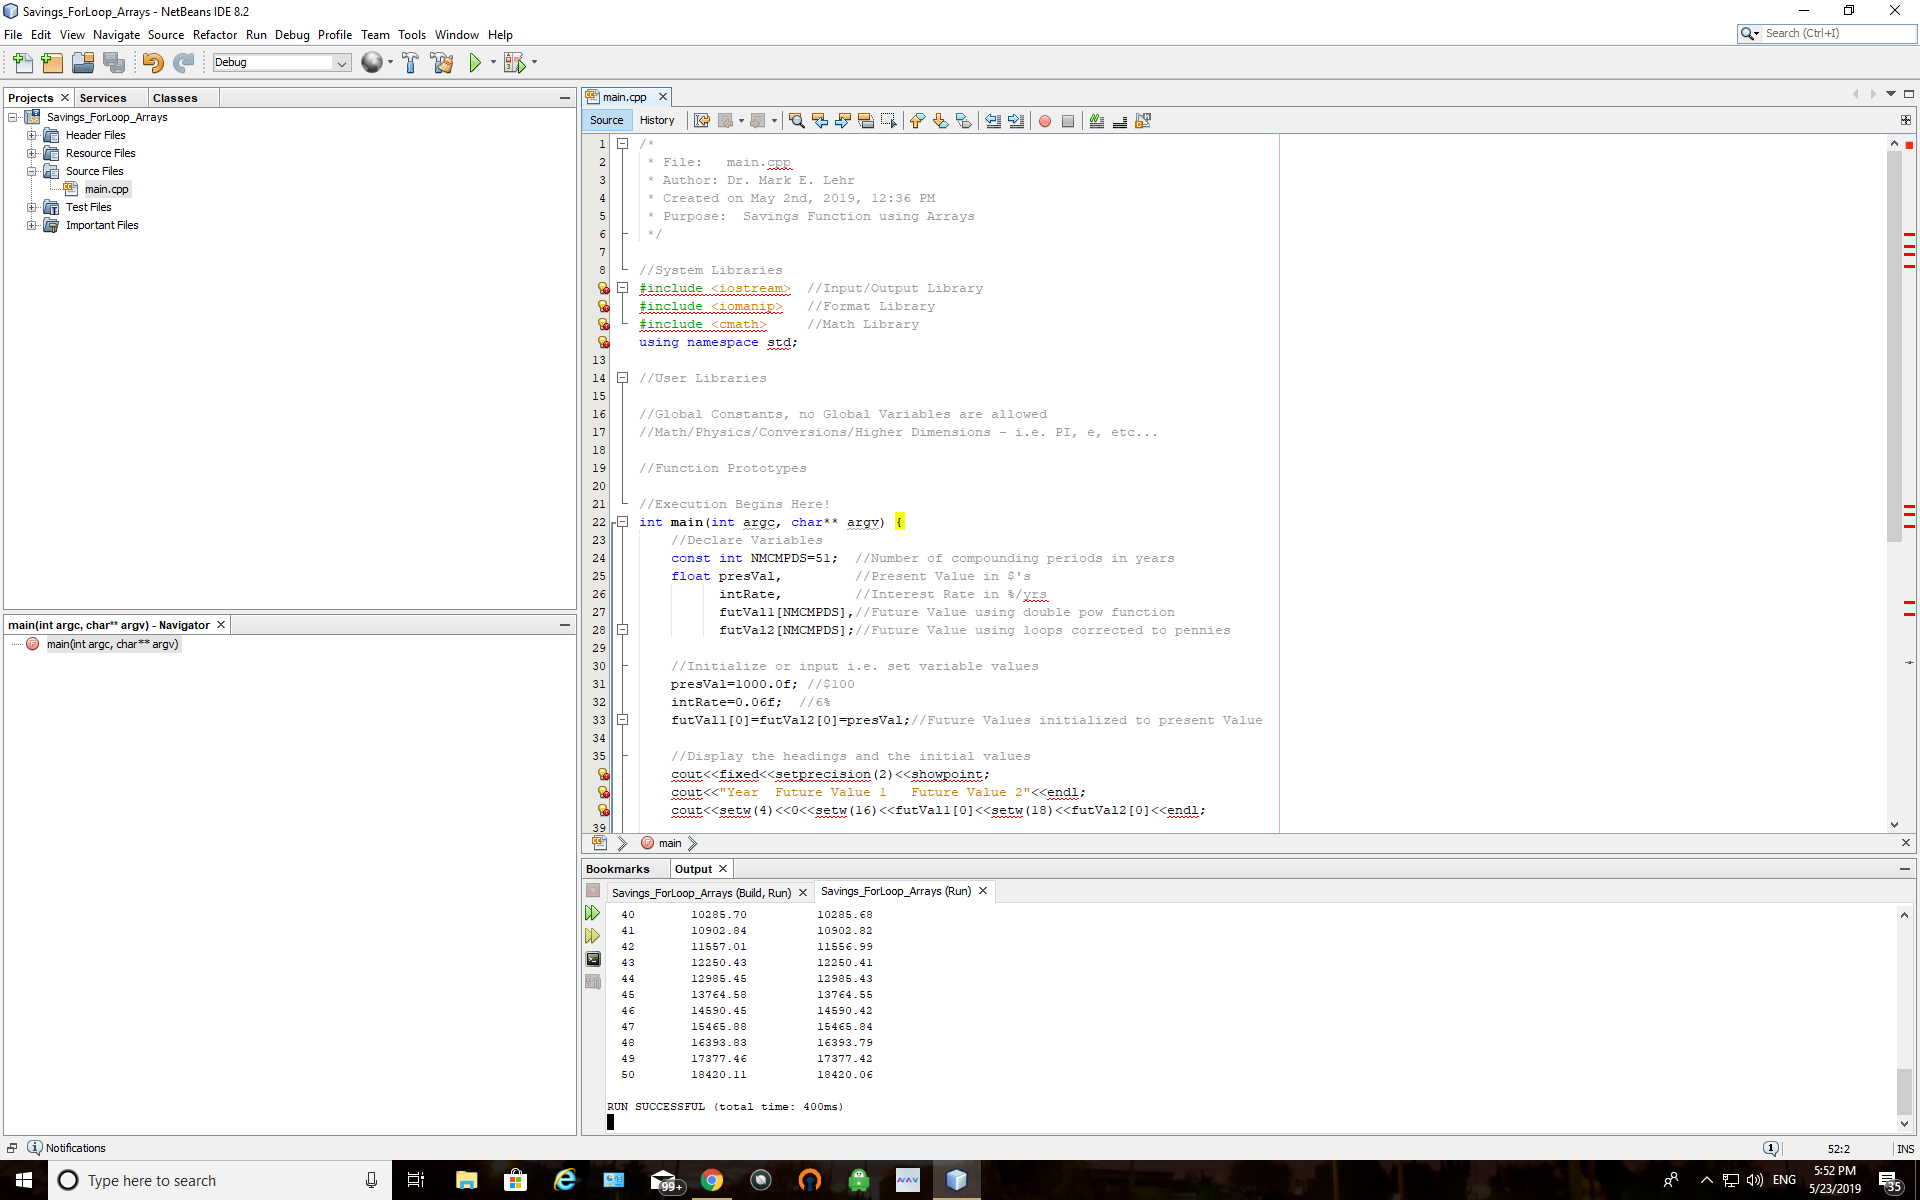 Savings_ForLoop_Arrays - NetBeans IDE 8.2
File Edit View Navigate Source Refactor Run Debug Profile Team Tools Window Help
Search (Ctrl+I)
Debug
Projects Services Classes
Savings_ForLoop_Arrays
Header Files
Resource Files
Source Files
main.cpp
Test Files
Important Files
main(int argc, char** argv) - Navigator
main(int argc, char** argv)
main.cpp
Source History
1 /*
2 * File:   main.cpp
3 * Author: Dr. Mark E. Lehr
4 * Created on May 2nd, 2019, 12:36 PM
5 * Purpose:  Savings Function using Arrays
6 */
7
8 //System Libraries
#include <iostream>  //Input/Output Library
#include <iomanip>   //Format Library
#include <cmath>     //Math Library
using namespace std;
13
14 //User Libraries
15
16 //Global Constants, no Global Variables are allowed
17 //Math/Physics/Conversions/Higher Dimensions - i.e. PI, e, etc...
18
19 //Function Prototypes
20
21 //Execution Begins Here!
22 int main(int argc, char** argv) {
23 //Declare Variables
24 const int NMCMPDS=51;  //Number of compounding periods in years
25 float presVal,         //Present Value in $'s
26 intRate,         //Interest Rate in %/yrs
27 futVal1[NMCMPDS],//Future Value using double pow function
28 futVal2[NMCMPDS];//Future Value using loops corrected to pennies
29
30 //Initialize or input i.e. set variable values
31 presVal=1000.0f; //$100
32 intRate=0.06f;  //6%
33 futVal1[0]=futVal2[0]=presVal;//Future Values initialized to present Value
34
35 //Display the headings and the initial values
cout<<fixed<<setprecision(2)<<showpoint;
cout<<"Year  Future Value 1   Future Value 2"<<endl;
cout<<setw(4)<<0<<setw(16)<<futVal1[0]<<setw(18)<<futVal2[0]<<endl;
39
main
Bookmarks Output
Savings_ForLoop_Arrays (Build, Run) Savings_ForLoop_Arrays (Run)
40 10285.70 10285.68
41 10902.84 10902.82
42 11557.01 11556.99
43 12250.43 12250.41
44 12985.45 12985.43
45 13764.58 13764.55
46 14590.45 14590.42
47 15465.88 15465.84
48 16393.83 16393.79
49 17377.46 17377.42
50 18420.11 18420.06
RUN SUCCESSFUL (total time: 400ms)
Notifications
1
52:2 INS
Type here to search
99+
ENG
5:52 PM
5/23/2019
35